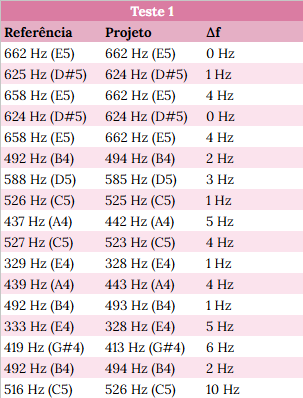 Teste 1
Referência Projeto Δf
662 Hz (E5) 662 Hz (E5) 0 Hz
625 Hz (D#5) 624 Hz (D#5) 1 Hz
658 Hz (E5) 662 Hz (E5) 4 Hz
624 Hz (D#5) 624 Hz (D#5) 0 Hz
658 Hz (E5) 662 Hz (E5) 4 Hz
492 Hz (B4) 494 Hz (B4) 2 Hz
588 Hz (D5) 585 Hz (D5) 3 Hz
526 Hz (C5) 525 Hz (C5) 1 Hz
437 Hz (A4) 442 Hz (A4) 5 Hz
527 Hz (C5) 523 Hz (C5) 4 Hz
329 Hz (E4) 328 Hz (E4) 1 Hz
439 Hz (A4) 443 Hz (A4) 4 Hz
492 Hz (B4) 493 Hz (B4) 1 Hz
333 Hz (E4) 328 Hz (E4) 5 Hz
419 Hz (G#4) 413 Hz (G#4) 6 Hz
492 Hz (B4) 494 Hz (B4) 2 Hz
516 Hz (C5) 526 Hz (C5) 10 Hz